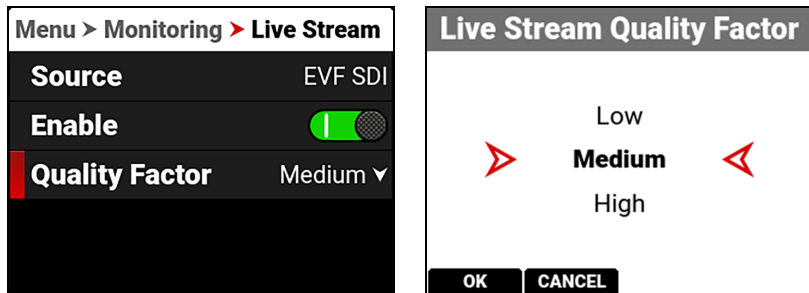 Menu > Monitoring > Live Stream
Source EVF SDI
Enable
Quality Factor Medium
Live Stream Quality Factor
Low
Medium
High
OK CANCEL